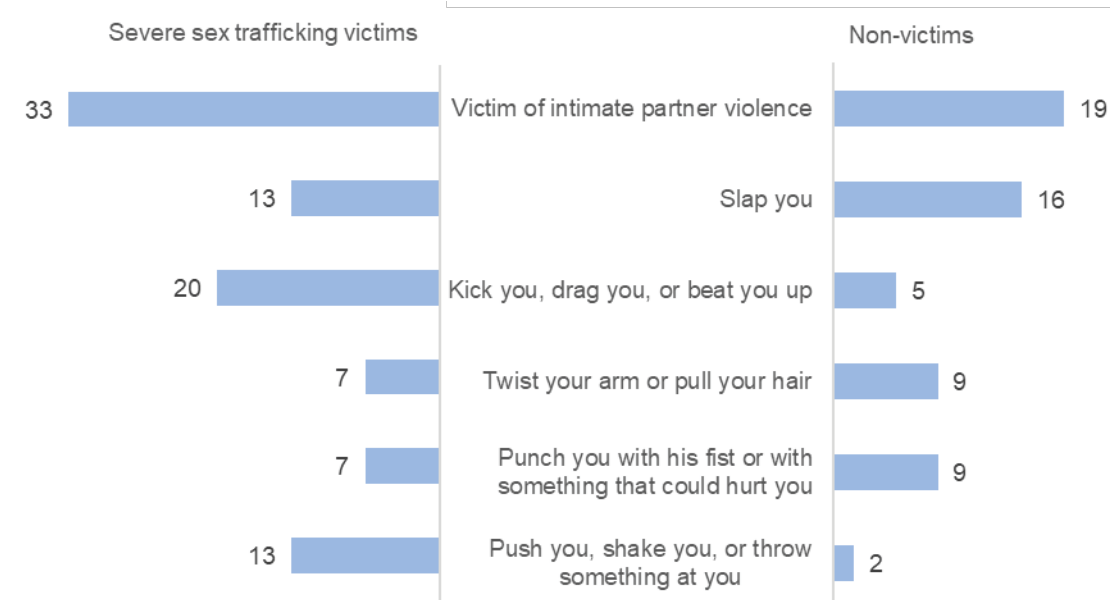 Severe sex trafficking victims
Non-victims
33
Victim of intimate partner violence
19
13
Slap you
16
20
Kick you, drag you, or beat you up
5
7
Twist your arm or pull your hair
9
7
Punch you with his fist or with
something that could hurt you
9
13
Push you, shake you, or throw
something at you
2